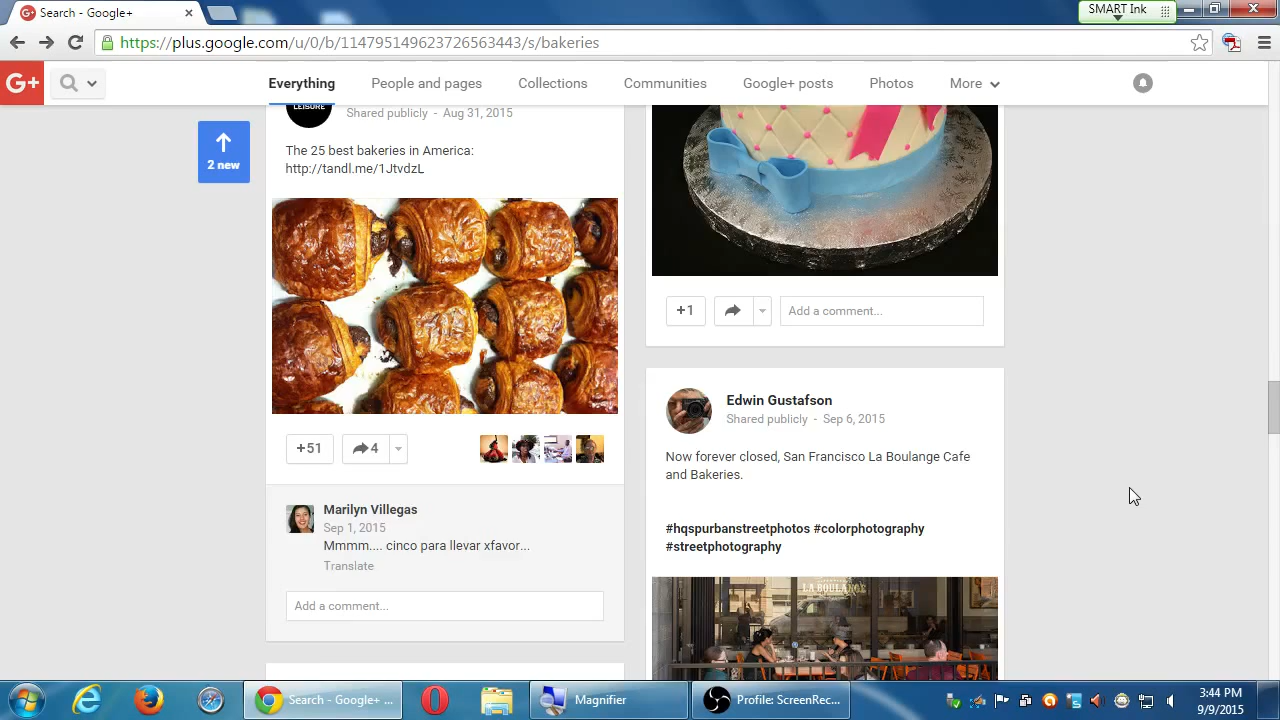 Search - Google+
SMART Ink
https://plus.google.com/u/0/b/114795149623726563443/s/bakeries
G+
Everything
People and pages
Collections
Communities
Google+ posts
Photos
More
2 new
LEISURE
Shared publicly - Aug 31, 2015
The 25 best bakeries in America:
http://tandl.me/1JtvdzL
+51
4
Marilyn Villegas
Sep 1, 2015
Mmmm.... cinco para llevar xfavor...
Translate
Add a comment...
+1
Add a comment...
Edwin Gustafson
Shared publicly - Sep 6, 2015
Now forever closed, San Francisco La Boulange Cafe
and Bakeries.
#hqspurbanstreetphotos #colorphotography
#streetphotography
LA BOULANGE
Search - Google+ ...
Magnifier
Profile: ScreenRec...
3:44 PM
9/9/2015